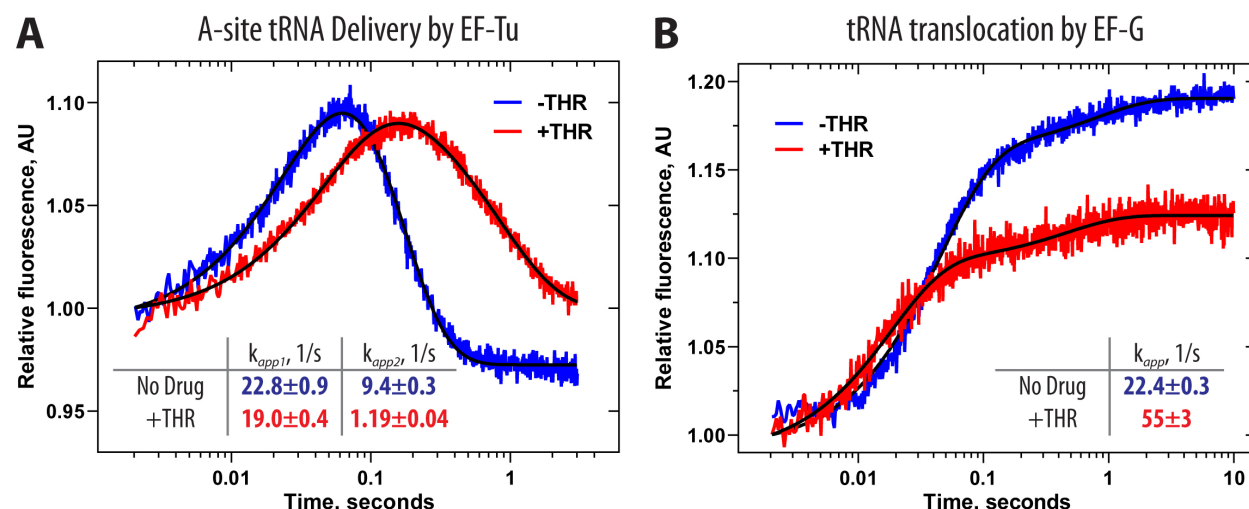 A
A-site tRNA Delivery by EF-Tu
Relative fluorescence, AU
1.10
1.05
1.00
0.95
-THR
+THR
kapp1, 1/s kapp2, 1/s
No Drug 22.8±0.9 9.4±0.3
+THR 19.0±0.4 1.19±0.04
0.01 0.1 1
Time, seconds
B
tRNA translocation by EF-G
Relative fluorescence, AU
1.20
1.15
1.10
1.05
1.00
-THR
+THR
kapp, 1/s
No Drug 22.4±0.3
+THR 55±3
0.01 0.1 1 10
Time, seconds